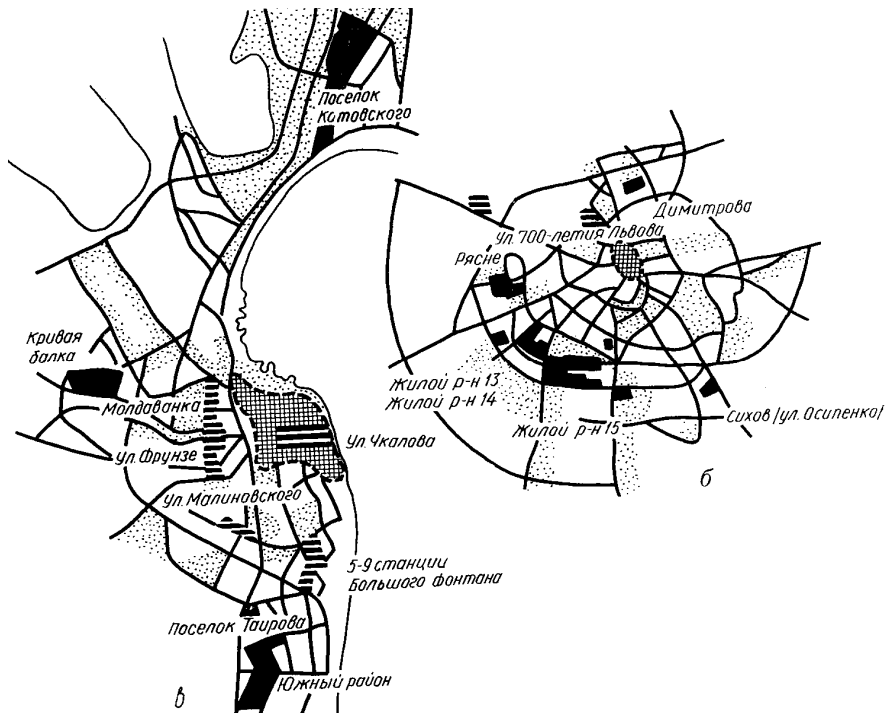 Поселок
Котовского
Кривая
балка
Молдаванка
Ул. Фрунзе
Ул. Чкалова
Ул. Малиновского
5-9 станции
Большого фонтана
Поселок Таирова
Южный район
в
Димитрова
Ул. 700-летия Львова
Рясне
Жилой р-н 13
Жилой р-н 14
Жилой р-н 15
Сихов /ул. Осипенко/
б